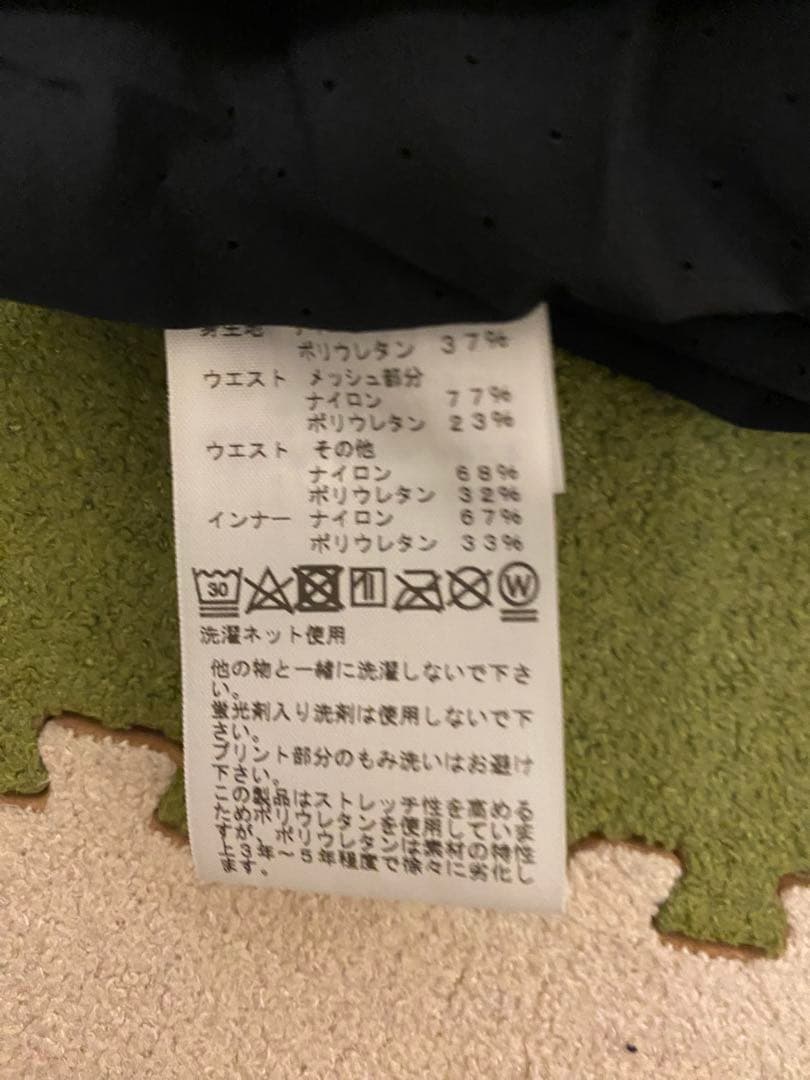 身生地
ポリウレタン 37%
ウエスト メッシュ部分
ナイロン 77%
ポリウレタン 23%
ウエスト その他
ナイロン 68%
ポリウレタン 32%
インナー ナイロン 67%
ポリウレタン 33%
30 W
洗濯ネット使用
他の物と一緒に洗濯しないで下さ
い。
蛍光剤入り洗剤は使用しないで下
さい。
プリント部分のもみ洗いはお避け
下さい。
この製品はストレッチ性を高める
ためポリウレタンを使用していま
すが、ポリウレタンは素材の特性
上3年～5年程度で徐々に劣化し
ます。